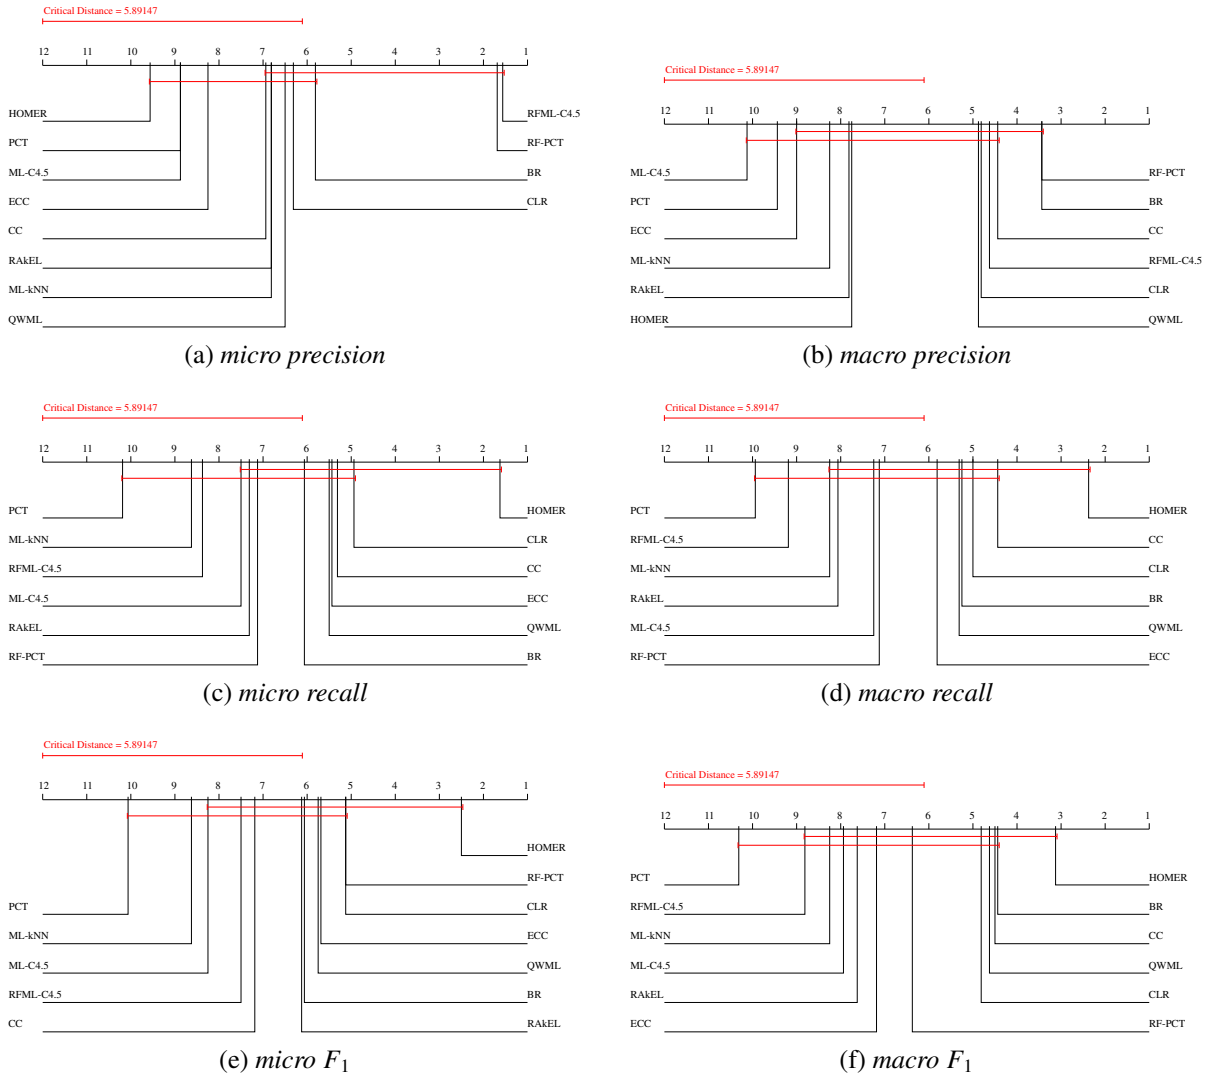 Critical Distance = 5.89147
12 11 10 9 8 7 6 5 4 3 2 1
HOMER
PCT
ML-C4.5
ECC
CC
RAkEL
ML-kNN
QWML
RFML-C4.5
RF-PCT
BR
CLR
(a) micro precision
Critical Distance = 5.89147
12 11 10 9 8 7 6 5 4 3 2 1
ML-C4.5
PCT
ECC
ML-kNN
RAkEL
HOMER
RF-PCT
BR
CC
RFML-C4.5
CLR
QWML
(b) macro precision
Critical Distance = 5.89147
12 11 10 9 8 7 6 5 4 3 2 1
PCT
ML-kNN
RFML-C4.5
ML-C4.5
RAkEL
RF-PCT
HOMER
CLR
CC
ECC
QWML
BR
(c) micro recall
Critical Distance = 5.89147
12 11 10 9 8 7 6 5 4 3 2 1
PCT
RFML-C4.5
ML-kNN
RAkEL
ML-C4.5
RF-PCT
HOMER
CC
CLR
BR
QWML
ECC
(d) macro recall
Critical Distance = 5.89147
12 11 10 9 8 7 6 5 4 3 2 1
PCT
ML-kNN
ML-C4.5
RFML-C4.5
CC
HOMER
RF-PCT
CLR
ECC
QWML
BR
RAkEL
(e) micro F1
Critical Distance = 5.89147
12 11 10 9 8 7 6 5 4 3 2 1
PCT
RFML-C4.5
ML-kNN
ML-C4.5
RAkEL
ECC
HOMER
BR
CC
QWML
CLR
RF-PCT
(f) macro F1